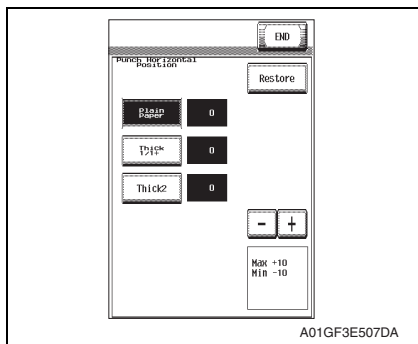 END
Punch Horizontal
Position
Restore
Plain
Paper
0
Thick
1/1+
0
Thick2
0
- +
Max +10
Min -10
A01GF3E507DA